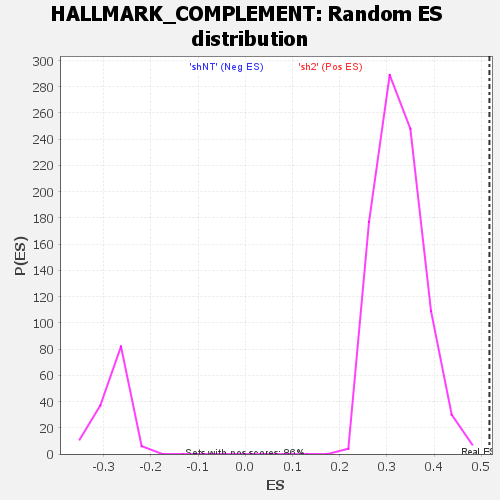 HALLMARK_COMPLEMENT: Random ES
distribution
'shNT' (Neg ES) 'sh2' (Pos ES)
300
280
260
240
220
200
180
160
140
120
100
80
60
40
20
0
P(ES)
Sets with pos scores: 86%
Real ES
-0.3 -0.2 -0.1 0.0 0.1 0.2 0.3 0.4 0.5
ES